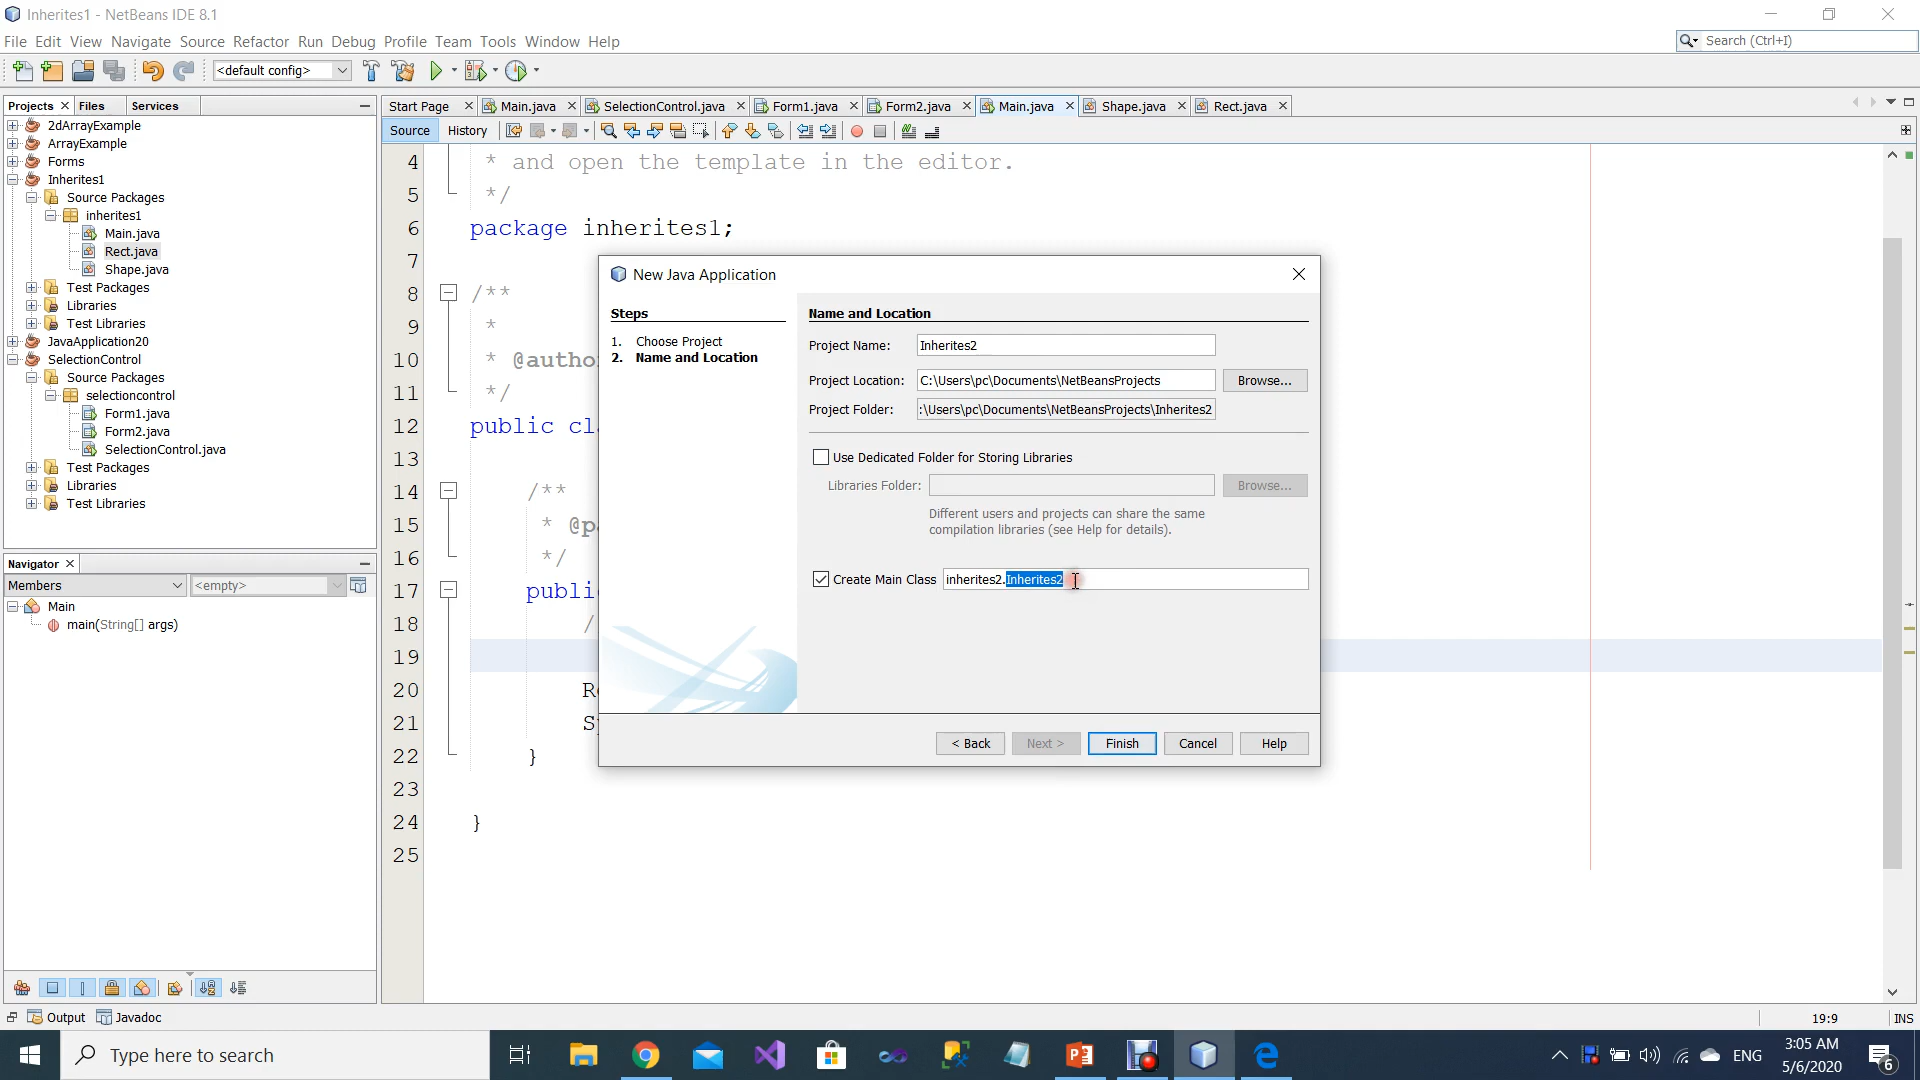 Inherites1 - NetBeans IDE 8.1
File Edit View Navigate Source Refactor Run Debug Profile Team Tools Window Help
Search (Ctrl+I)
<default config>
Projects Files Services
2dArrayExample
ArrayExample
Forms
Inherites1
Source Packages
inherites1
Main.java
Rect.java
Shape.java
Test Packages
Libraries
Test Libraries
JavaApplication20
SelectionControl
Source Packages
selectioncontrol
Form1.java
Form2.java
SelectionControl.java
Test Packages
Libraries
Test Libraries
Navigator
Members <empty>
Main
main(String[] args)
Start Page Main.java SelectionControl.java Form1.java Form2.java Main.java Shape.java Rect.java
Source History
4 * and open the template in the editor.
5 */
6 package inherites1;
7
8 /**
9 *
10 * @autho
11 */
12 public cl
13
14 /**
15 * @p
16 */
17 publi
18 /
19
20 R
21 S
22 }
23
24 }
25
New Java Application
Steps
1. Choose Project
2. Name and Location
Name and Location
Project Name: Inherites2
Project Location: C:\Users\pc\Documents\NetBeansProjects Browse...
Project Folder: :\Users\pc\Documents\NetBeansProjects\Inherites2
Use Dedicated Folder for Storing Libraries
Libraries Folder: Browse...
Different users and projects can share the same
compilation libraries (see Help for details).
Create Main Class inherites2.Inherites2
< Back Next > Finish Cancel Help
Output Javadoc
19:9 INS
Type here to search
ENG
3:05 AM
5/6/2020
6